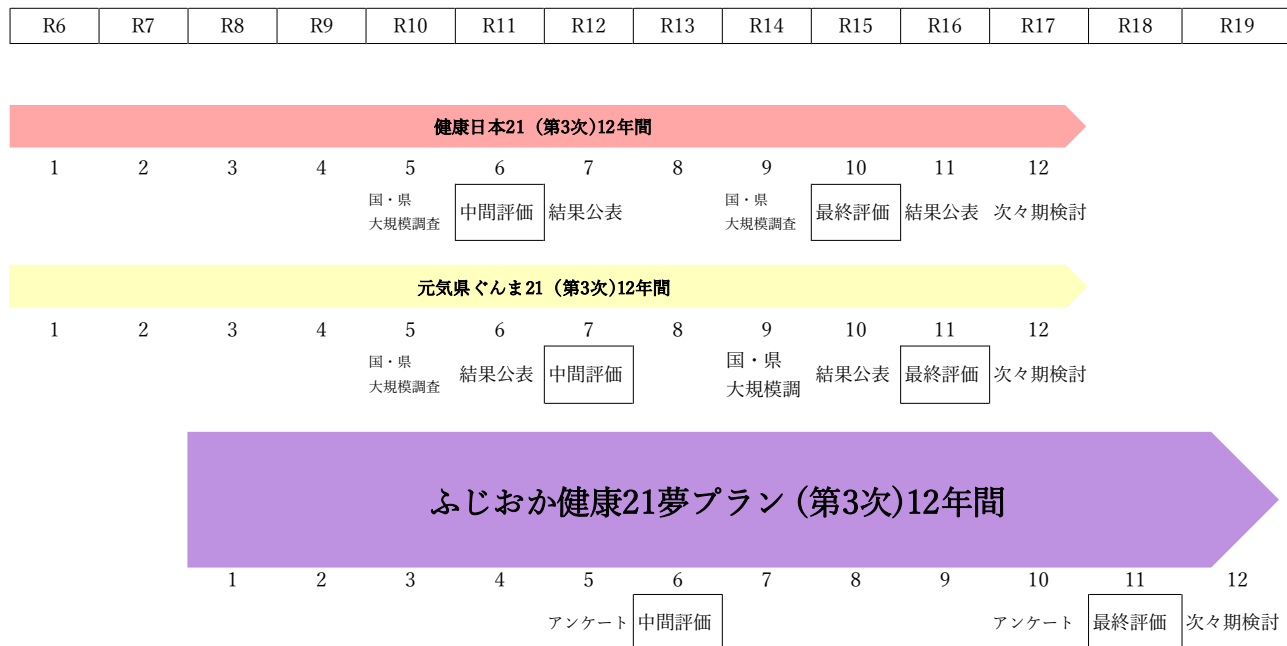 R6 R7 R8 R9 R10 R11 R12 R13 R14 R15 R16 R17 R18 R19
健康日本21（第3次)12年間
1 2 3 4 5 6 7 8 9 10 11 12
国・県 国・県
大規模調査 中間評価 結果公表 大規模調査 最終評価 結果公表 次々期検討
元気県ぐんま21（第3次)12年間
1 2 3 4 5 6 7 8 9 10 11 12
国・県 国・県
大規模調査 結果公表 中間評価 大規模調 結果公表 最終評価 次々期検討
ふじおか健康21夢プラン (第3次)12年間
1 2 3 4 5 6 7 8 9 10 11 12
アンケート 中間評価 アンケート 最終評価 次々期検討